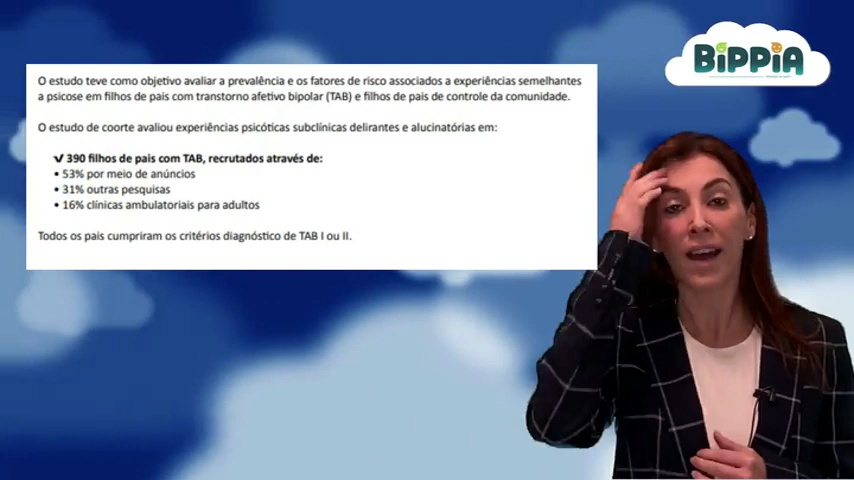 BiPPiA
O estudo teve como objetivo avaliar a prevalência e os fatores de risco associados a experiências semelhantes
a psicose em filhos de pais com transtorno afetivo bipolar (TAB) e filhos de pais de controle da comunidade.
O estudo de coorte avaliou experiências psicóticas subclínicas delirantes e alucinatórias em:
✔ 390 filhos de pais com TAB, recrutados através de:
• 53% por meio de anúncios
• 31% outras pesquisas
• 16% clínicas ambulatoriais para adultos
Todos os pais cumpriram os critérios diagnóstico de TAB I ou II.